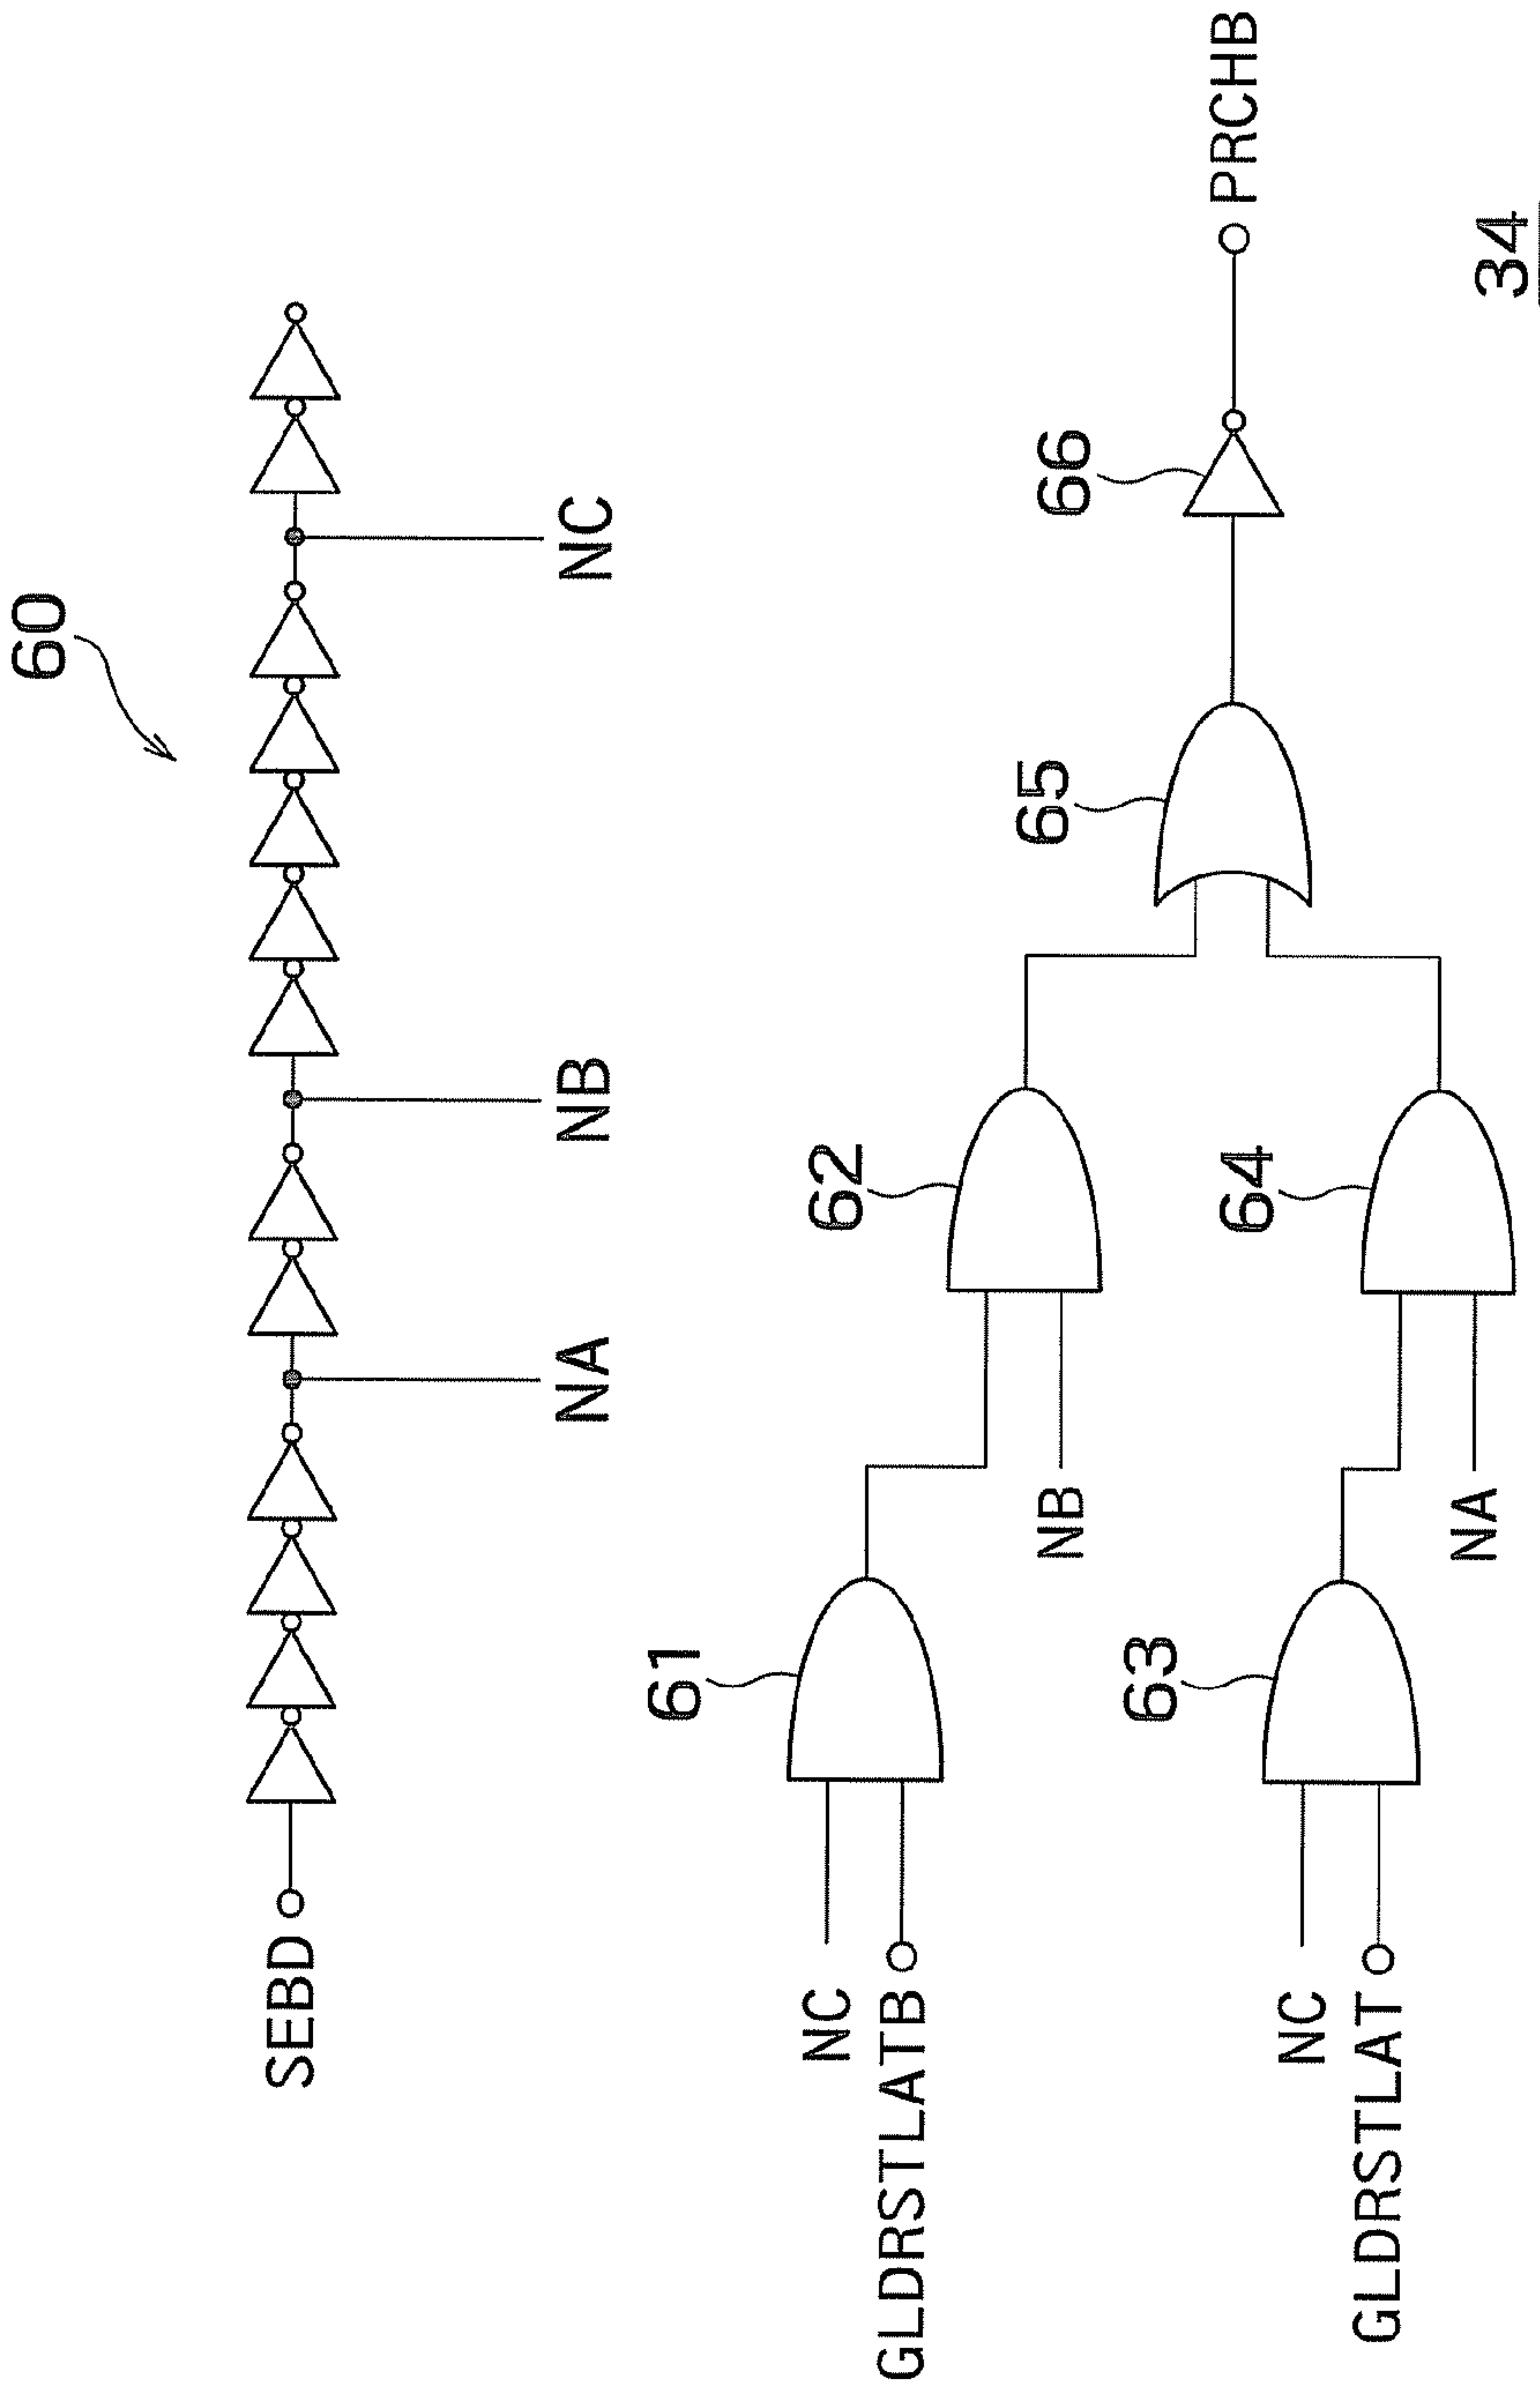 60
SEBD
NA
NB
NC
61
NC
GLDRSTLATB
62
NB
63
NC
GLDRSTLAT
64
NA
65
66
PRCHB
34